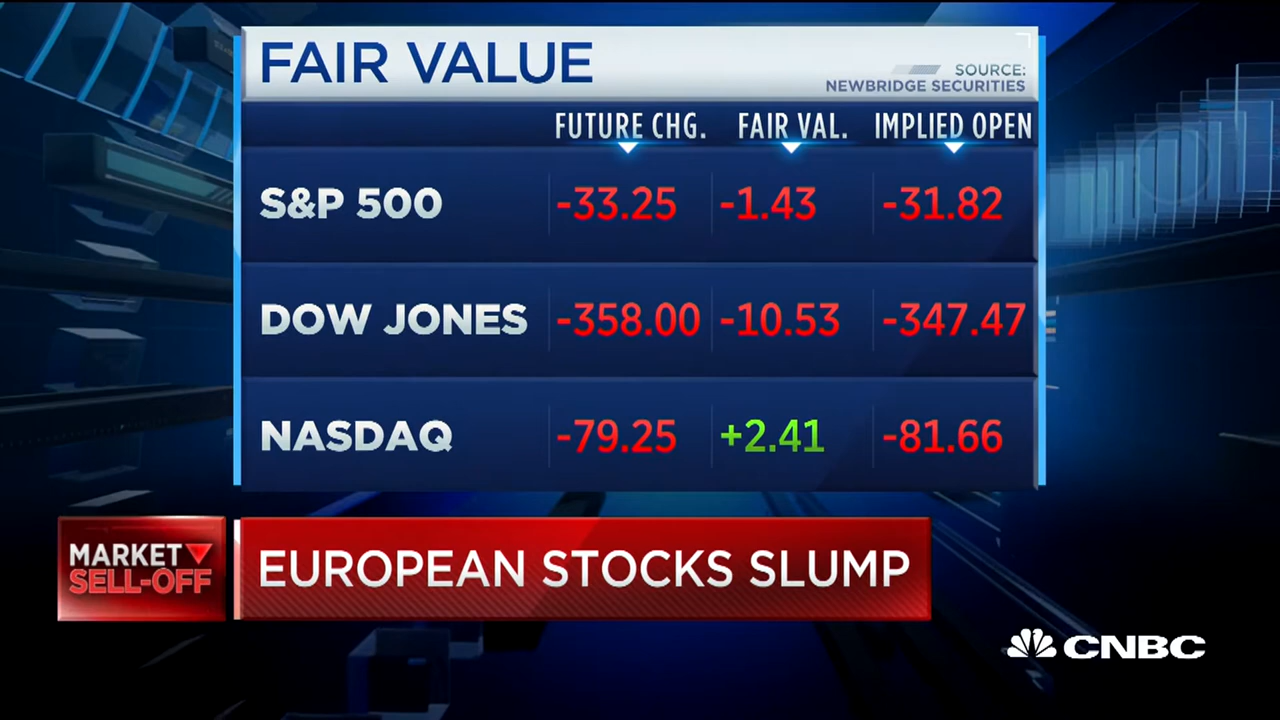 FAIR VALUE
SOURCE:
NEWBRIDGE SECURITIES
FUTURE CHG. FAIR VAL. IMPLIED OPEN
S&P 500 -33.25 -1.43 -31.82
DOW JONES -358.00 -10.53 -347.47
NASDAQ -79.25 +2.41 -81.66
MARKET
SELL-OFF
EUROPEAN STOCKS SLUMP
CNBC